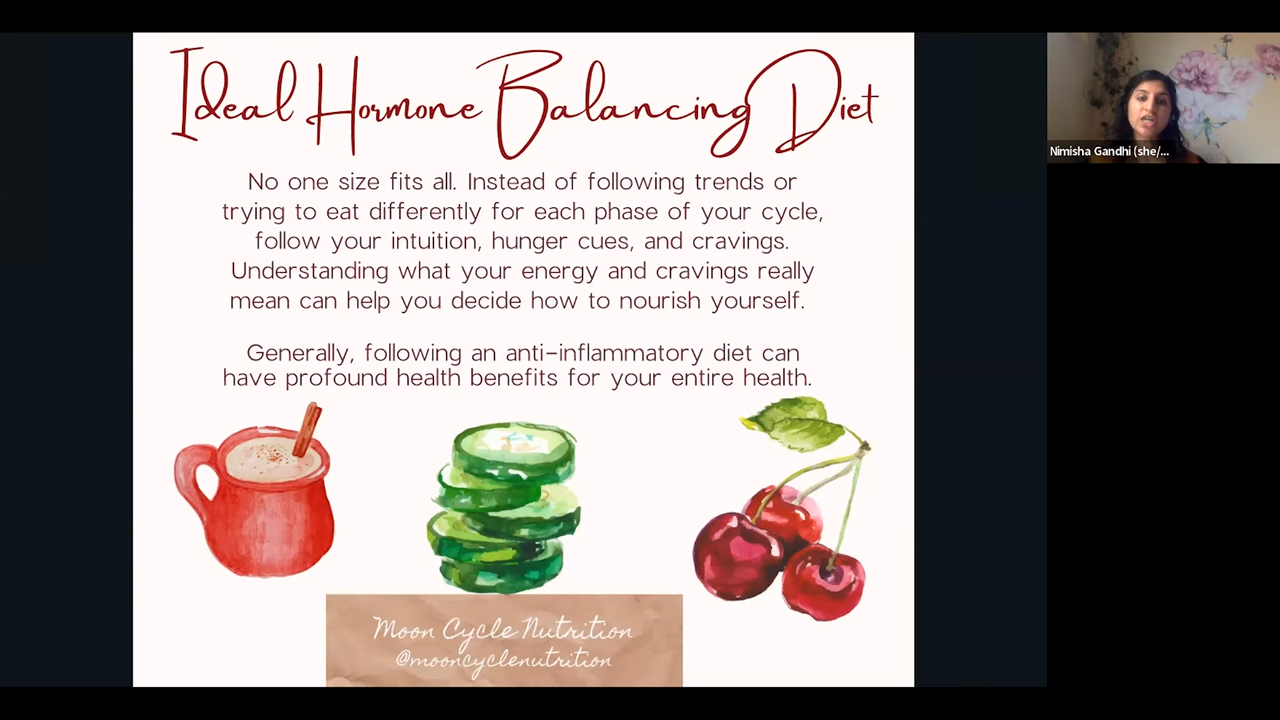 Ideal Hormone Balancing Diet
No one size fits all. Instead of following trends or
trying to eat differently for each phase of your cycle,
follow your intuition, hunger cues, and cravings.
Understanding what your energy and cravings really
mean can help you decide how to nourish yourself.
Generally, following an anti-inflammatory diet can
have profound health benefits for your entire health.
Moon Cycle Nutrition
@mooncyclenutrition
Nimisha Gandhi (she/...